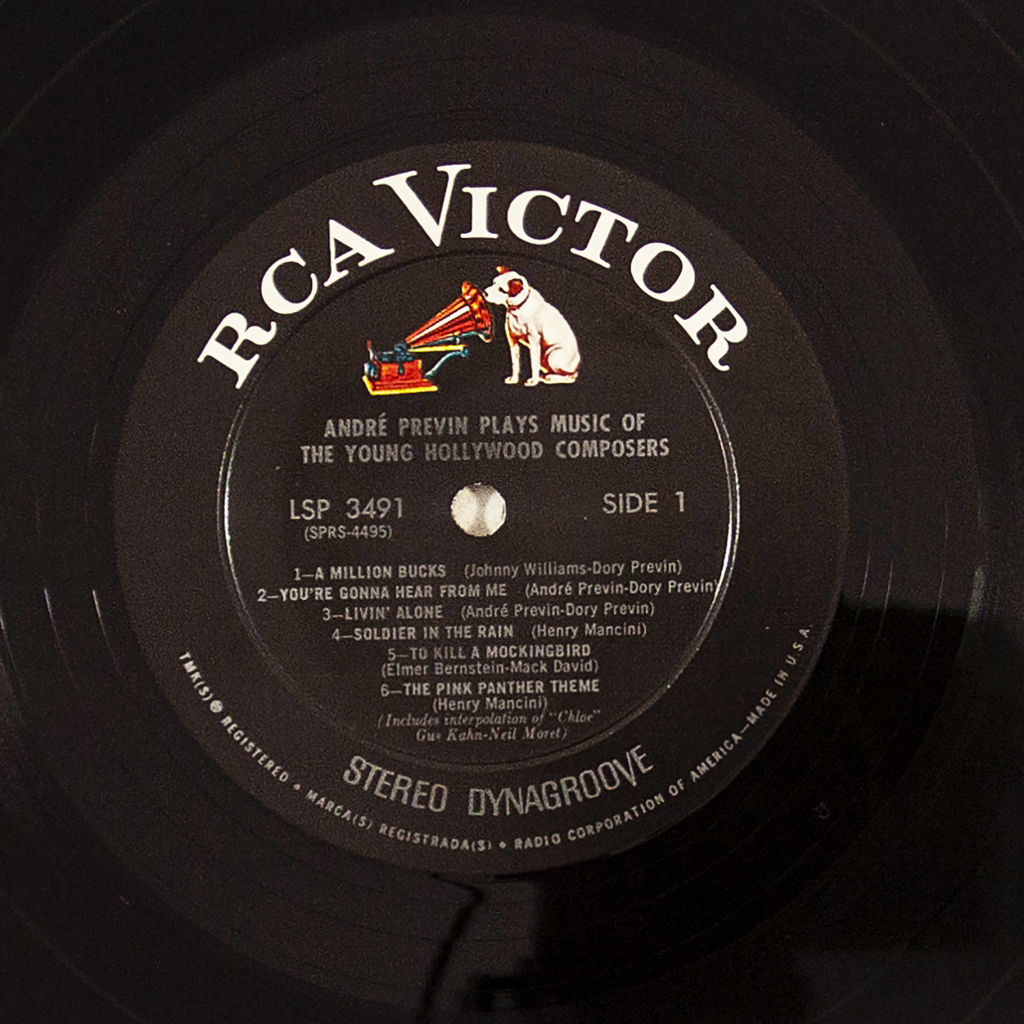 RCA VICTOR
ANDRÉ PREVIN PLAYS MUSIC OF
THE YOUNG HOLLYWOOD COMPOSERS
LSP 3491
SIDE 1
(SPRS-4495)
1—A MILLION BUCKS (Johnny Williams-Dory Previn)
2—YOU'RE GONNA HEAR FROM ME (André Previn-Dory Previn)
3—LIVIN' ALONE (André Previn-Dory Previn)
4—SOLDIER IN THE RAIN (Henry Mancini)
5—TO KILL A MOCKINGBIRD
(Elmer Bernstein-Mack David)
6—THE PINK PANTHER THEME
(Henry Mancini)
(Includes interpolation of "Chloe"
Gus Kahn-Neil Moret)
STEREO DYNAGROOVE
TMK(S) ® REGISTERED • MARCA(S) REGISTRADA(S) • RADIO CORPORATION OF AMERICA—MADE IN U.S.A.